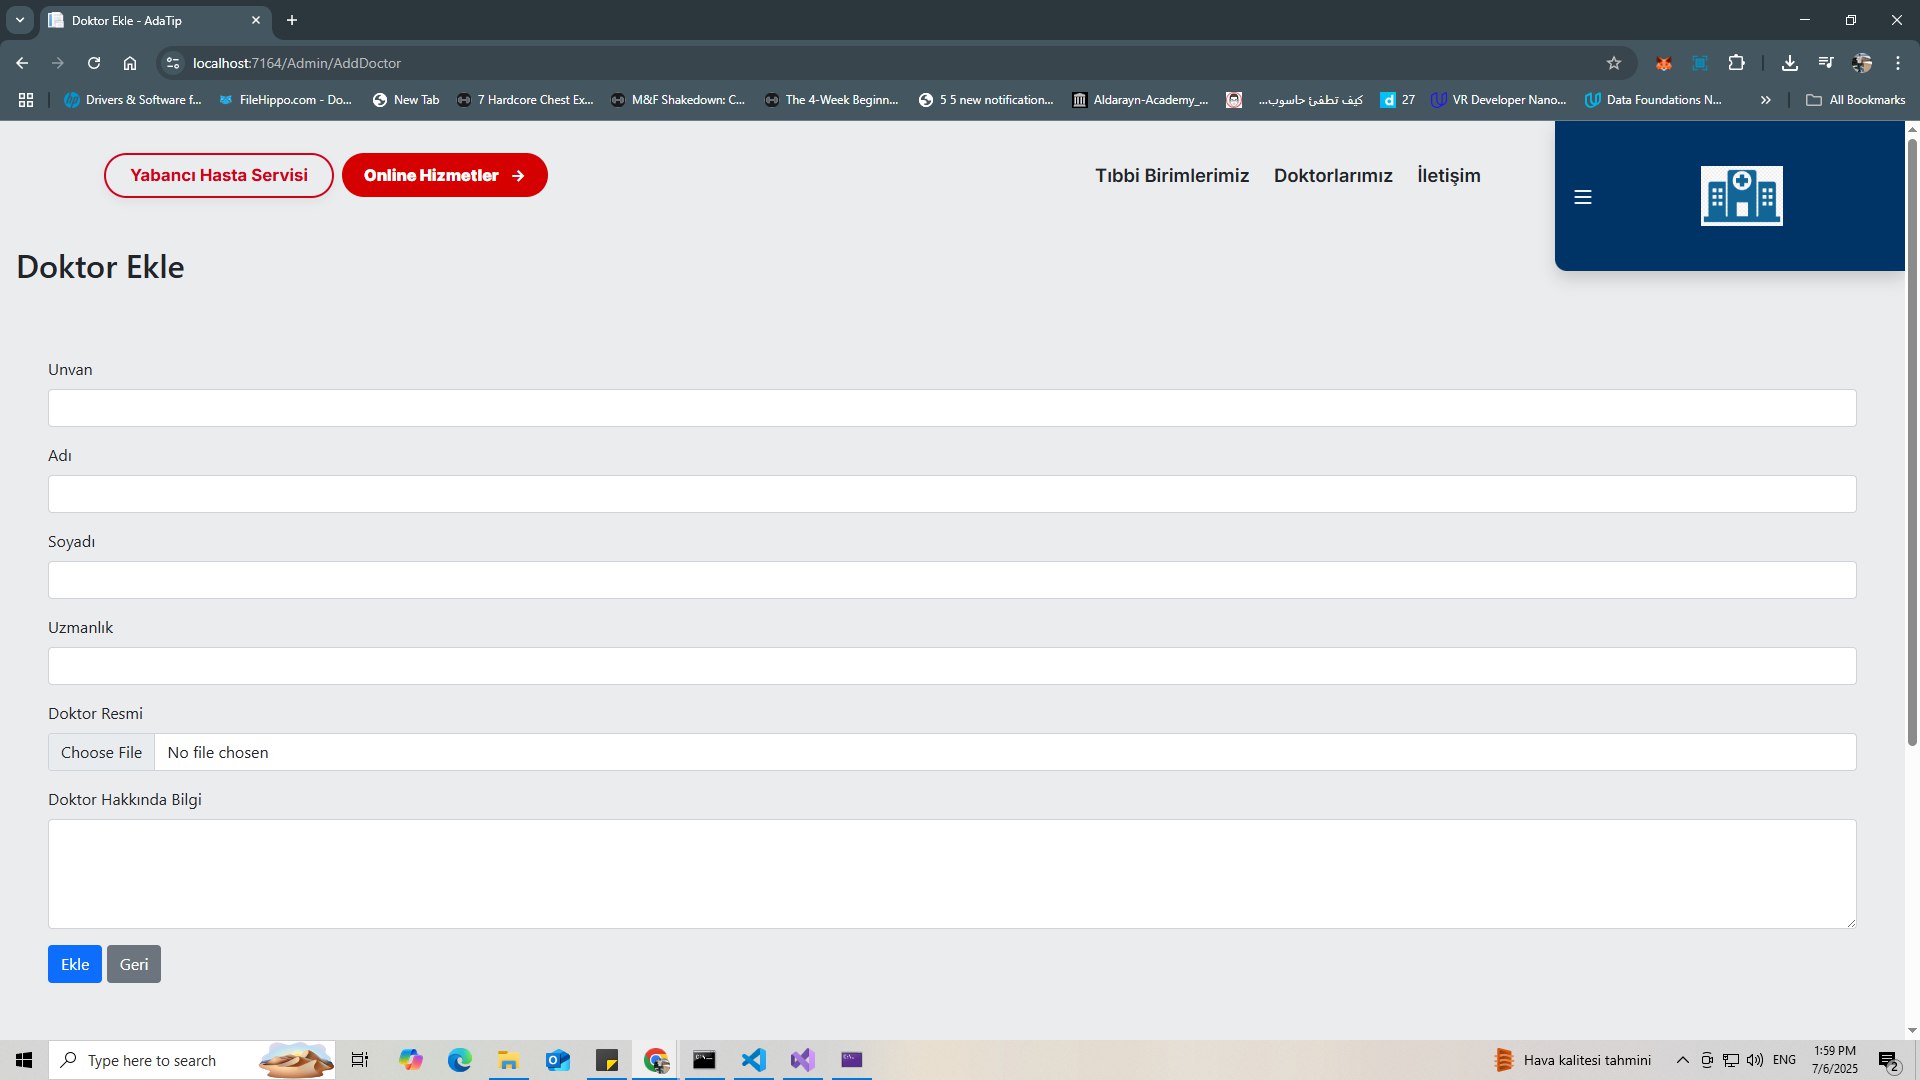 Doktor Ekle - AdaTip
localhost:7164/Admin/AddDoctor
Drivers & Software f...
FileHippo.com - Do...
New Tab
7 Hardcore Chest Ex...
M&F Shakedown: C...
The 4-Week Beginn...
5 5 new notification...
Aldarayn-Academy_...
كيف تطفئ حاسوب...
27
VR Developer Nano...
Data Foundations N...
All Bookmarks
Yabancı Hasta Servisi
Online Hizmetler
Tıbbi Birimlerimiz
Doktorlarımız
İletişim
Doktor Ekle
Unvan
Adı
Soyadı
Uzmanlık
Doktor Resmi
Choose File
No file chosen
Doktor Hakkında Bilgi
Ekle
Geri
Type here to search
Hava kalitesi tahmini
ENG
1:59 PM
7/6/2025
2